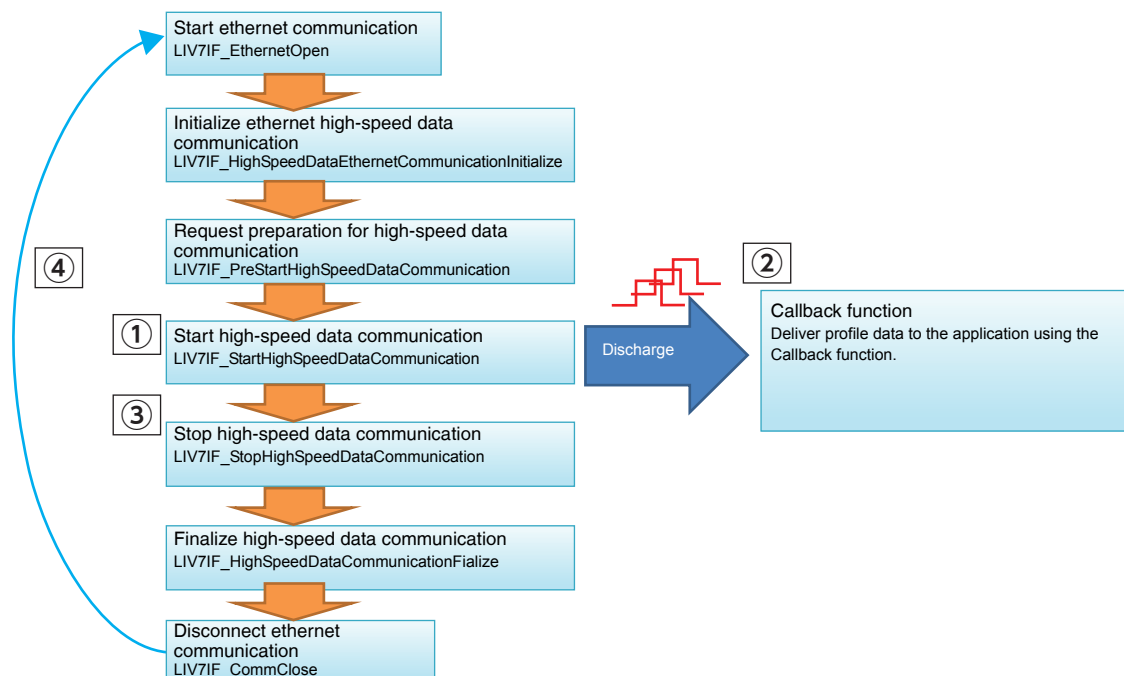 Start ethernet communication
LIV7IF_EthernetOpen
Initialize ethernet high-speed data
communication
LIV7IF_HighSpeedDataEthernetCommunicationInitialize
Request preparation for high-speed data
communication
LIV7IF_PreStartHighSpeedDataCommunication
④
②
①
Start high-speed data communication
LIV7IF_StartHighSpeedDataCommunication
Discharge
Callback function
Deliver profile data to the application using the
Callback function.
③
Stop high-speed data communication
LIV7IF_StopHighSpeedDataCommunication
Finalize high-speed data communication
LIV7IF_HighSpeedDataCommunicationFialize
Disconnect ethernet
communication
LIV7IF_CommClose